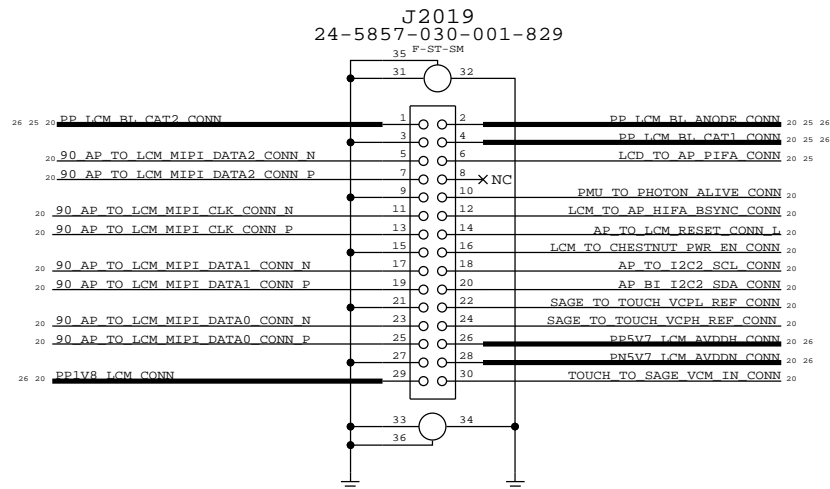 J2019
24-5857-030-001-829
F-ST-SM
35
31 32
26 25 20 PP_LCM_BL_CAT2_CONN 1 2 PP_LCM_BL_ANODE_CONN 20 25 26
3 4 PP_LCM_BL_CAT1_CONN 20 25 26
20 90_AP_TO_LCM_MIPI_DATA2_CONN_N 5 6 LCD_TO_AP_PIFA_CONN 20 25
20 90_AP_TO_LCM_MIPI_DATA2_CONN_P 7 8 NC
9 10 PMU_TO_PHOTON_ALIVE_CONN 20
20 90_AP_TO_LCM_MIPI_CLK_CONN_N 11 12 LCM_TO_AP_HIFA_BSYNC_CONN 20
20 90_AP_TO_LCM_MIPI_CLK_CONN_P 13 14 AP_TO_LCM_RESET_CONN_L 20
15 16 LCM_TO_CHESTNUT_PWR_EN_CONN 20
20 90_AP_TO_LCM_MIPI_DATA1_CONN_N 17 18 AP_TO_I2C2_SCL_CONN 20
20 90_AP_TO_LCM_MIPI_DATA1_CONN_P 19 20 AP_BI_I2C2_SDA_CONN 20
21 22 SAGE_TO_TOUCH_VCPL_REF_CONN 20
20 90_AP_TO_LCM_MIPI_DATA0_CONN_N 23 24 SAGE_TO_TOUCH_VCPH_REF_CONN 20
20 90_AP_TO_LCM_MIPI_DATA0_CONN_P 25 26 PP5V7_LCM_AVDDH_CONN 20 26
27 28 PN5V7_LCM_AVDDN_CONN 20 26
26 20 PP1V8_LCM_CONN 29 30 TOUCH_TO_SAGE_VCM_IN_CONN 20
33 34
36